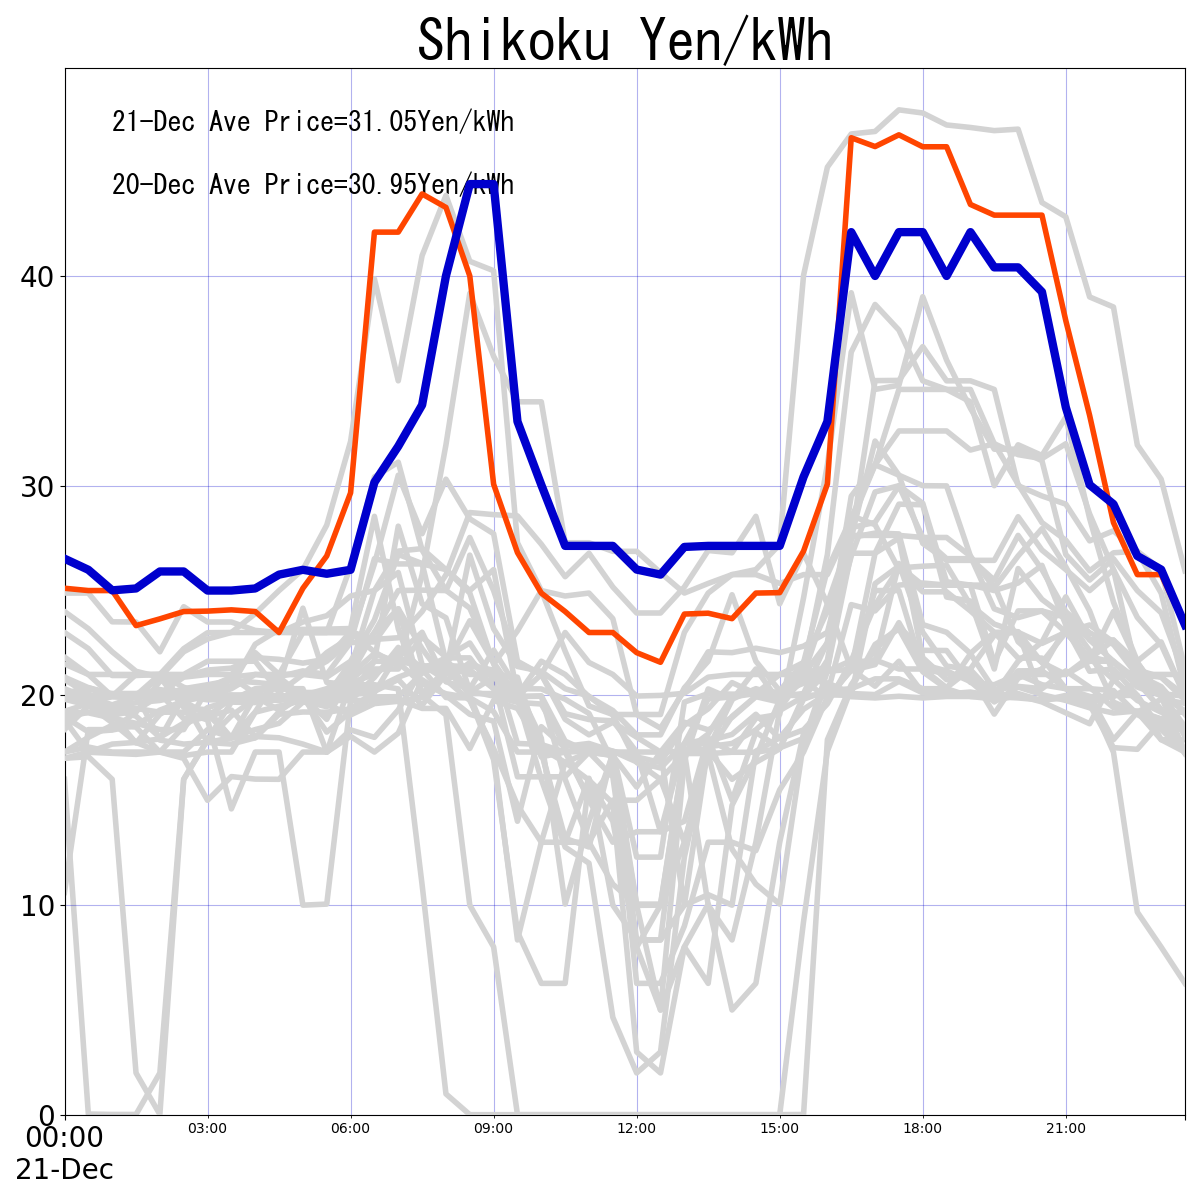 Shikoku Yen/kWh
21-Dec Ave Price=31.05Yen/kWh
20-Dec Ave Price=30.95Yen/kWh
40
30
20
10
0
00:00 03:00 06:00 09:00 12:00 15:00 18:00 21:00
21-Dec